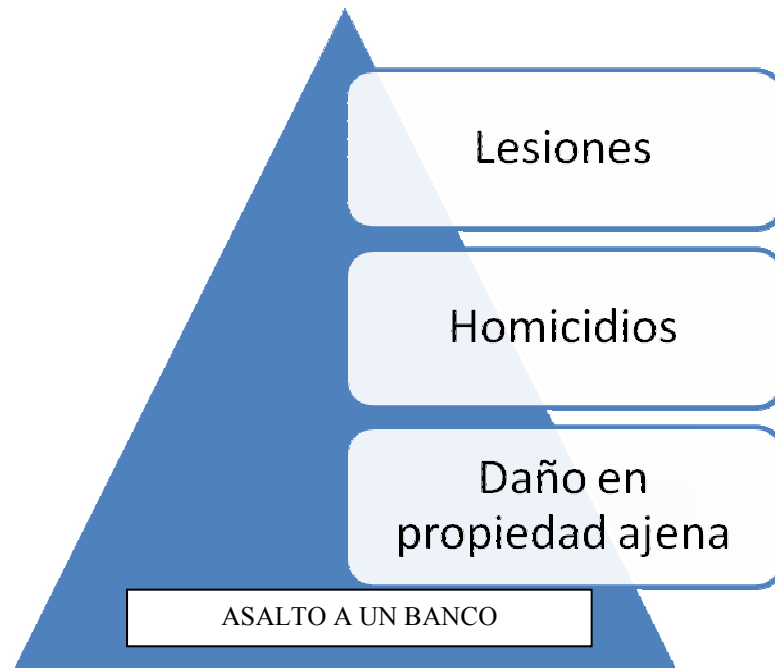 Lesiones
Homicidios
Daño en
propiedad ajena
ASALTO A UN BANCO